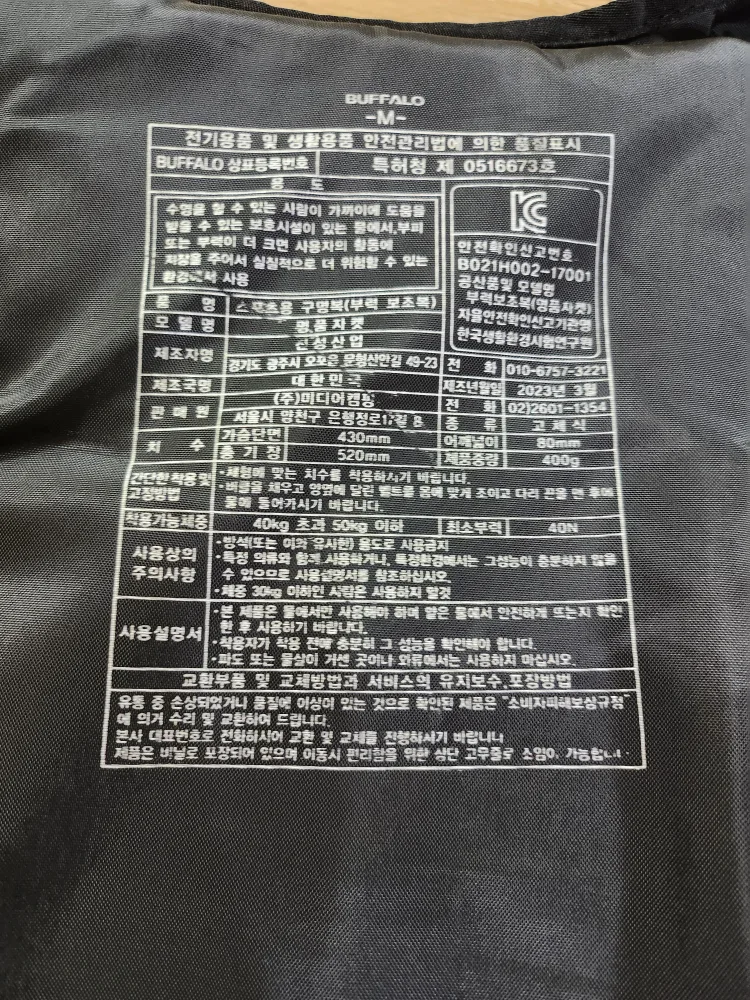 BUFFALO
-M-
전기용품 및 생활용품 안전관리법에 의한 품질표시
BUFFALO 상표등록번호 특허청 제 0516673호
용 도
수영을 할 수 있는 사람이 가까이에 도움을
받을 수 있는 보호시설이 있는 물에서,부피
또는 부력이 더 크면 사용자의 활동에
지장을 주어서 실질적으로 더 위험할 수 있는
환경에서 사용
KC
안전확인신고번호
B021H002-17001
공산품및 모델명
부력보조복(명품자켓)
자율안전확인신고기관명
한국생활환경시험연구원
품 명 스포츠용 구명복(부력 보조복)
모 델 명 명품자켓
제조자명 진성산업
경기도 광주시 오포읍 문형산안길 49-23 전 화 010-6757-3221
제조국명 대한민국 제조년월일 2023년 3월
판 매 원 (주)미디어캠핑 전 화 02)2601-1354
서울시 양천구 은행정로 길 8 종 류 고체식
치 수 가슴단면 430mm 어깨넓이 80mm
총 기 장 520mm 제품중량 400g
간단한 착용 및
고정방법
·체형에 맞는 치수를 착용하시기 바랍니다.
·버클을 채우고 양옆에 달린 벨트를 몸에 맞게 조이고 다리 끈을 맨 후에
물에 들어가시기 바랍니다.
착용가능체중 40kg 초과 50kg 이하 최소부력 40N
사용상의
주의사항
·방석(또는 이와 유사한) 용도로 사용금지
·특정 의류와 함께 사용하거나, 특정환경에서는 그성능이 충분하지 않을
수 있으므로 사용설명서를 참조하십시오.
·체중 30kg 이하인 사람은 사용하지 말것
사용설명서
·본 제품은 물에서만 사용해야 하며 얕은 물에서 안전하게 뜨는지 확인
한 후 사용하기 바랍니다.
·착용자가 착용 전에 충분히 그 성능을 확인해야 합니다.
·파도 또는 물살이 거센 곳이나 와류에서는 사용하지 마십시오.
교환부품 및 교체방법과 서비스의 유지보수,포장방법
유통 중 손상되었거나 품질에 이상이 있는 것으로 확인된 제품은 "소비자피해보상규정"
에 의거 수리 및 교환하여 드립니다.
본사 대표번호로 전화하시어 교환 및 교체를 진행하시기 바랍니다
제품은 비닐로 포장되어 있으며 이동시 편리함을 위한 상단 고무줄로